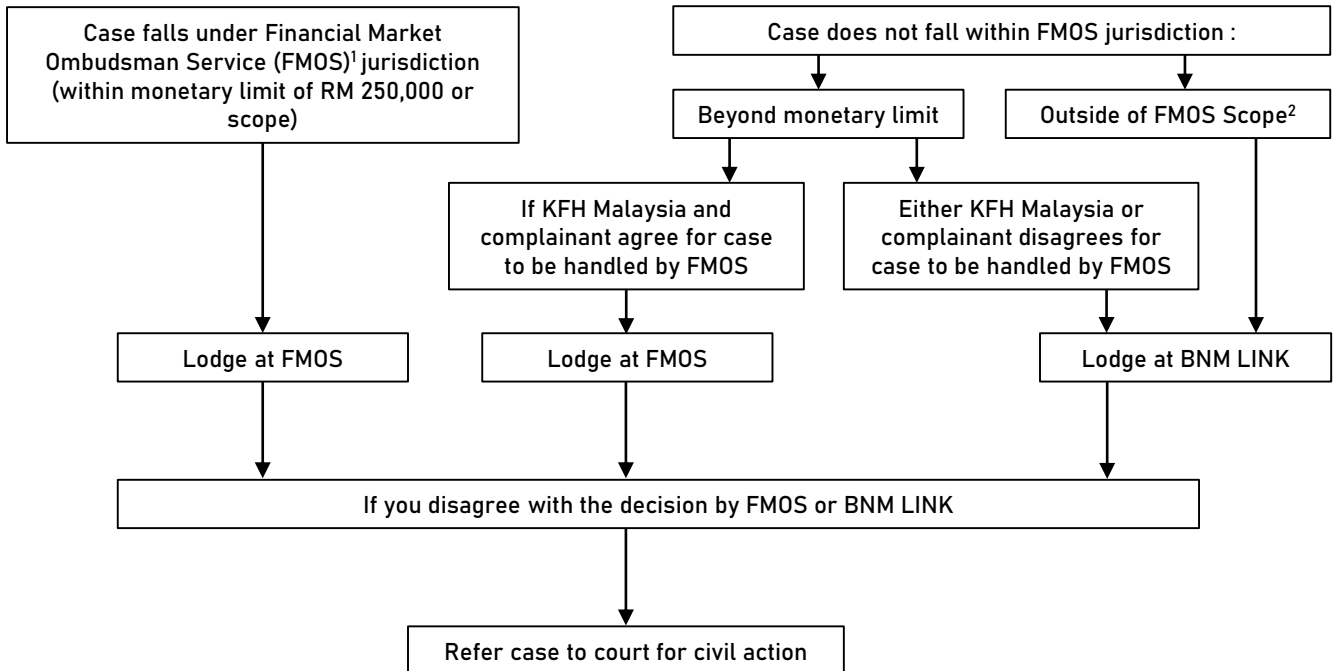 Case falls under Financial Market
Ombudsman Service (FMOS)¹ jurisdiction
(within monetary limit of RM 250,000 or
scope)
Case does not fall within FMOS jurisdiction :
Beyond monetary limit
Outside of FMOS Scope²
If KFH Malaysia and
complainant agree for case
to be handled by FMOS
Either KFH Malaysia or
complainant disagrees for
case to be handled by FMOS
Lodge at FMOS
Lodge at FMOS
Lodge at BNM LINK
If you disagree with the decision by FMOS or BNM LINK
Refer case to court for civil action